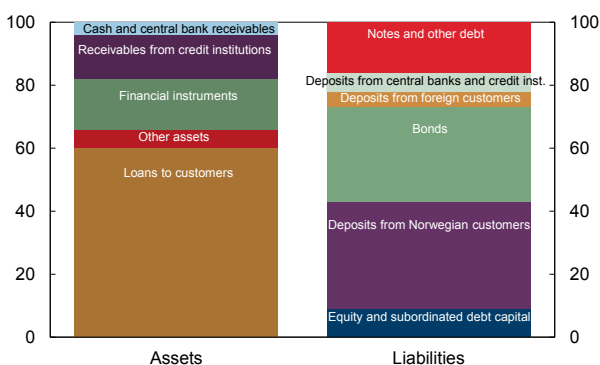 100
80
60
40
20
0
Cash and central bank receivables
Receivables from credit institutions
Financial instruments
Other assets
Loans to customers
Notes and other debt
Deposits from central banks and credit inst.
Deposits from foreign customers
Bonds
Deposits from Norwegian customers
Equity and subordinated debt capital
100
80
60
40
20
0
Assets
Liabilities